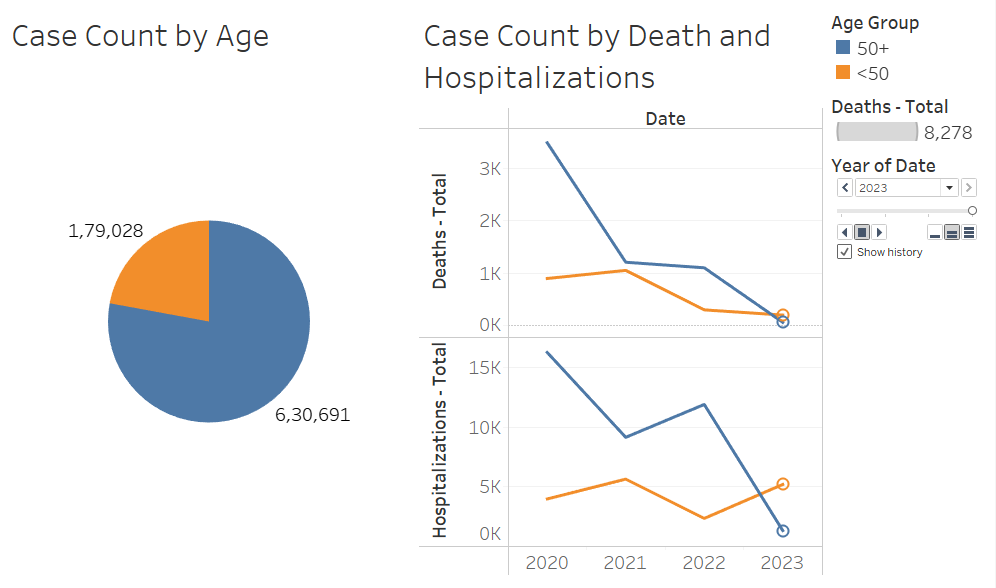 Case Count by Age
1,79,028
6,30,691
Case Count by Death and
Hospitalizations
Date
Deaths - Total
3K
2K
1K
0K
Hospitalizations - Total
15K
10K
5K
0K
2020 2021 2022 2023
Age Group
50+
<50
Deaths - Total
8,278
Year of Date
2023
Show history